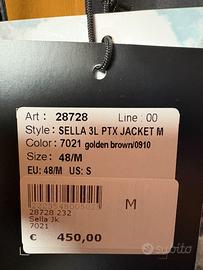 Art: 28728 Line: 00
Style: SELLA 3L PTX JACKET M
Color: 7021 golden brown/0910
Size: 48/M
EU: 48/M US: S
28728 232
Sella Jk
7021
€ 450,00
M
subito